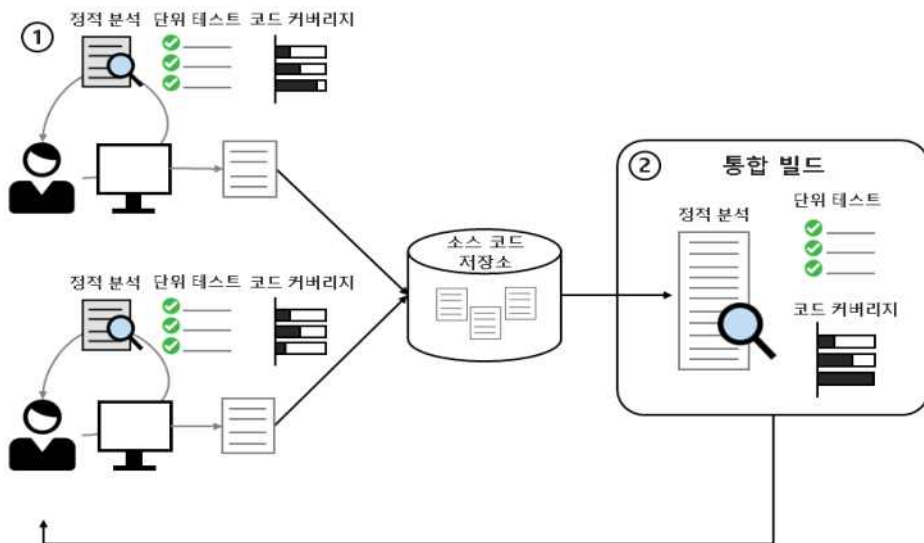 ① 정적 분석 단위 테스트 코드 커버리지
정적 분석 단위 테스트 코드 커버리지
소스 코드
저장소
② 통합 빌드
정적 분석
단위 테스트
코드 커버리지